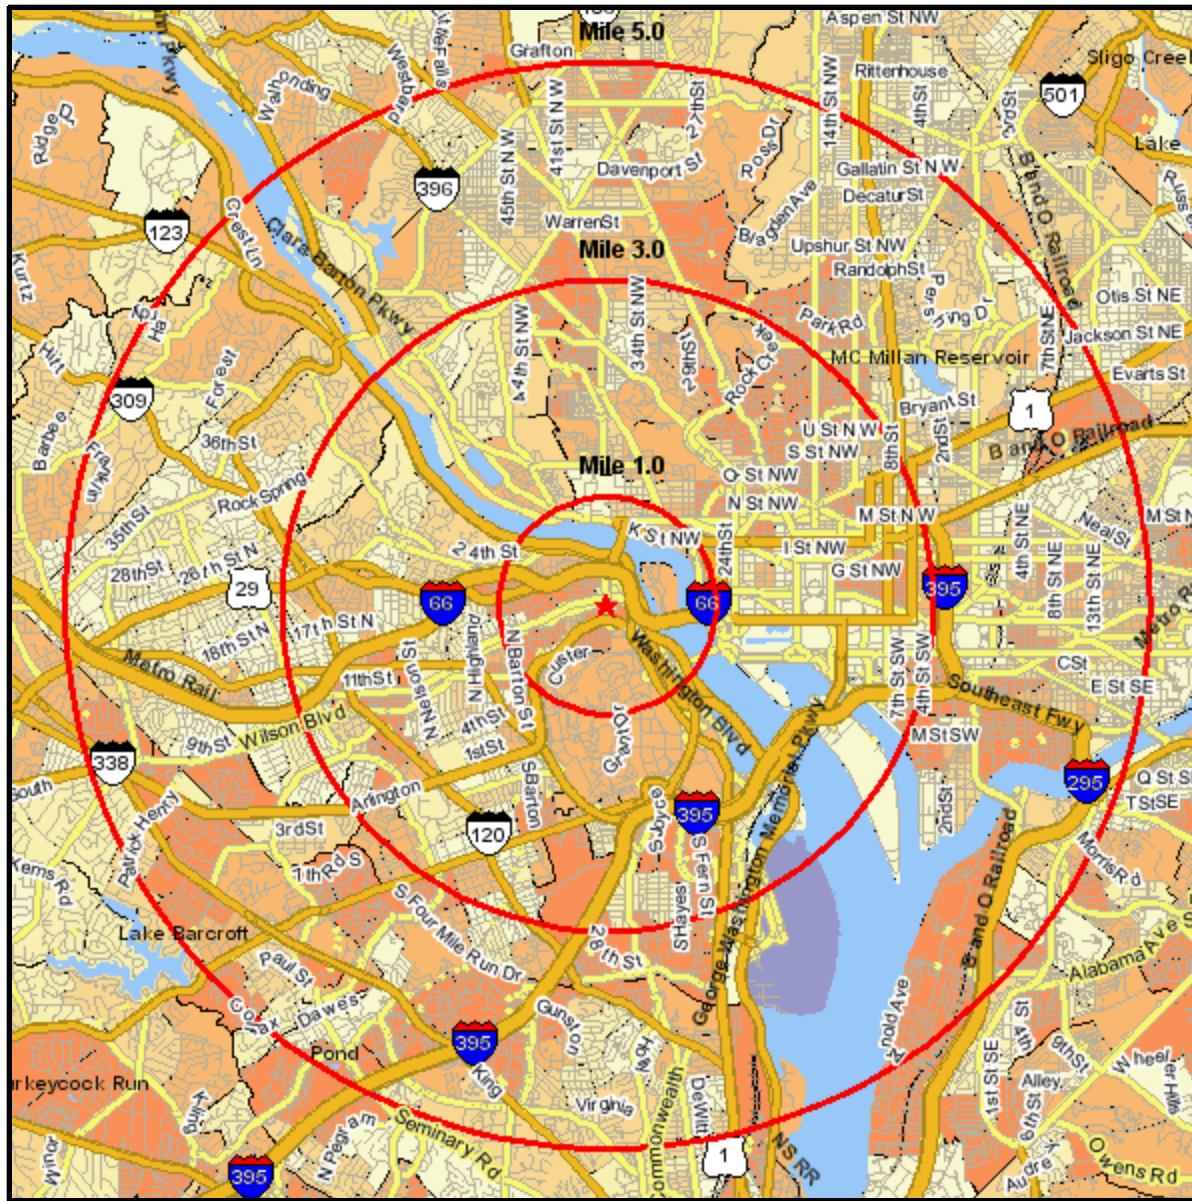 Mile 5.0
Aspen St NW
Grafton
Westbard
Rittenhouse
4th St
3rd St
501
Sligo Creek
Lake
14th St NW
41st St NW
45th St NW
Davenport St
Ross Dr
Gallatin St NW
Decatur St
Blagden Ave
396
Ridge
123
Crest Ln
Clara Barton Pkwy
Warren St
Mile 3.0
Upshur St NW
Randolph St
Pershing Dr
B and O Railroad
Kurtz
Otis St NE
Jackson St NE
7th St NE
Evarts St
Park Rd
MC Millan Reservoir
34th St NW
44th St NW
29th St
Rock Creek
Hitt
309
Forest
Barbee
Franklin
36th St
Bryant St
1
B and O Railroad
U St NW
S St NW
8th St
2nd St
Mile 1.0
Q St NW
N St NW
M St NW
Rock Spring
35th St
K St NW
24th St
24th St
I St NW
G St NW
4th St NE
8th St NE
13th St NE
Neal St
M St N
28th St
26th St N
29
66
66
395
18th St N
17th St N
N Highland
N Barton St
Custer
Washington Blvd
Metro Rail
11th St
N Nelson St
C St
E St SE
Southeast Fwy
7th St SW
4th St SW
M St SW
Wilson Blvd
9th St
4th St
1st St
Grant Dr
338
South
Patrick Henry
Arlington
S Barton
120
3rd St
11th Rd S
S Joyce
395
S Fern St
S Hayes
George Washington Memorial Pkwy
2nd St
295
Q St S
T St SE
Morris Rd
B and O Railroad
Kerns Rd
Lake Barcroft
S Four Mile Run Dr
28th St
Paul St
Dawes
Alabama Ave S
Arnold Ave
Gunston
395
King
Pond
urkeycock Run
Virginia
Commonwealth
DeWitt
1st St SE
4th St
9th St
6th St
Alley
Wheeler Hills
N Pegram
Seminary Rd
Minor
395
1
NS RR
Owens Rd